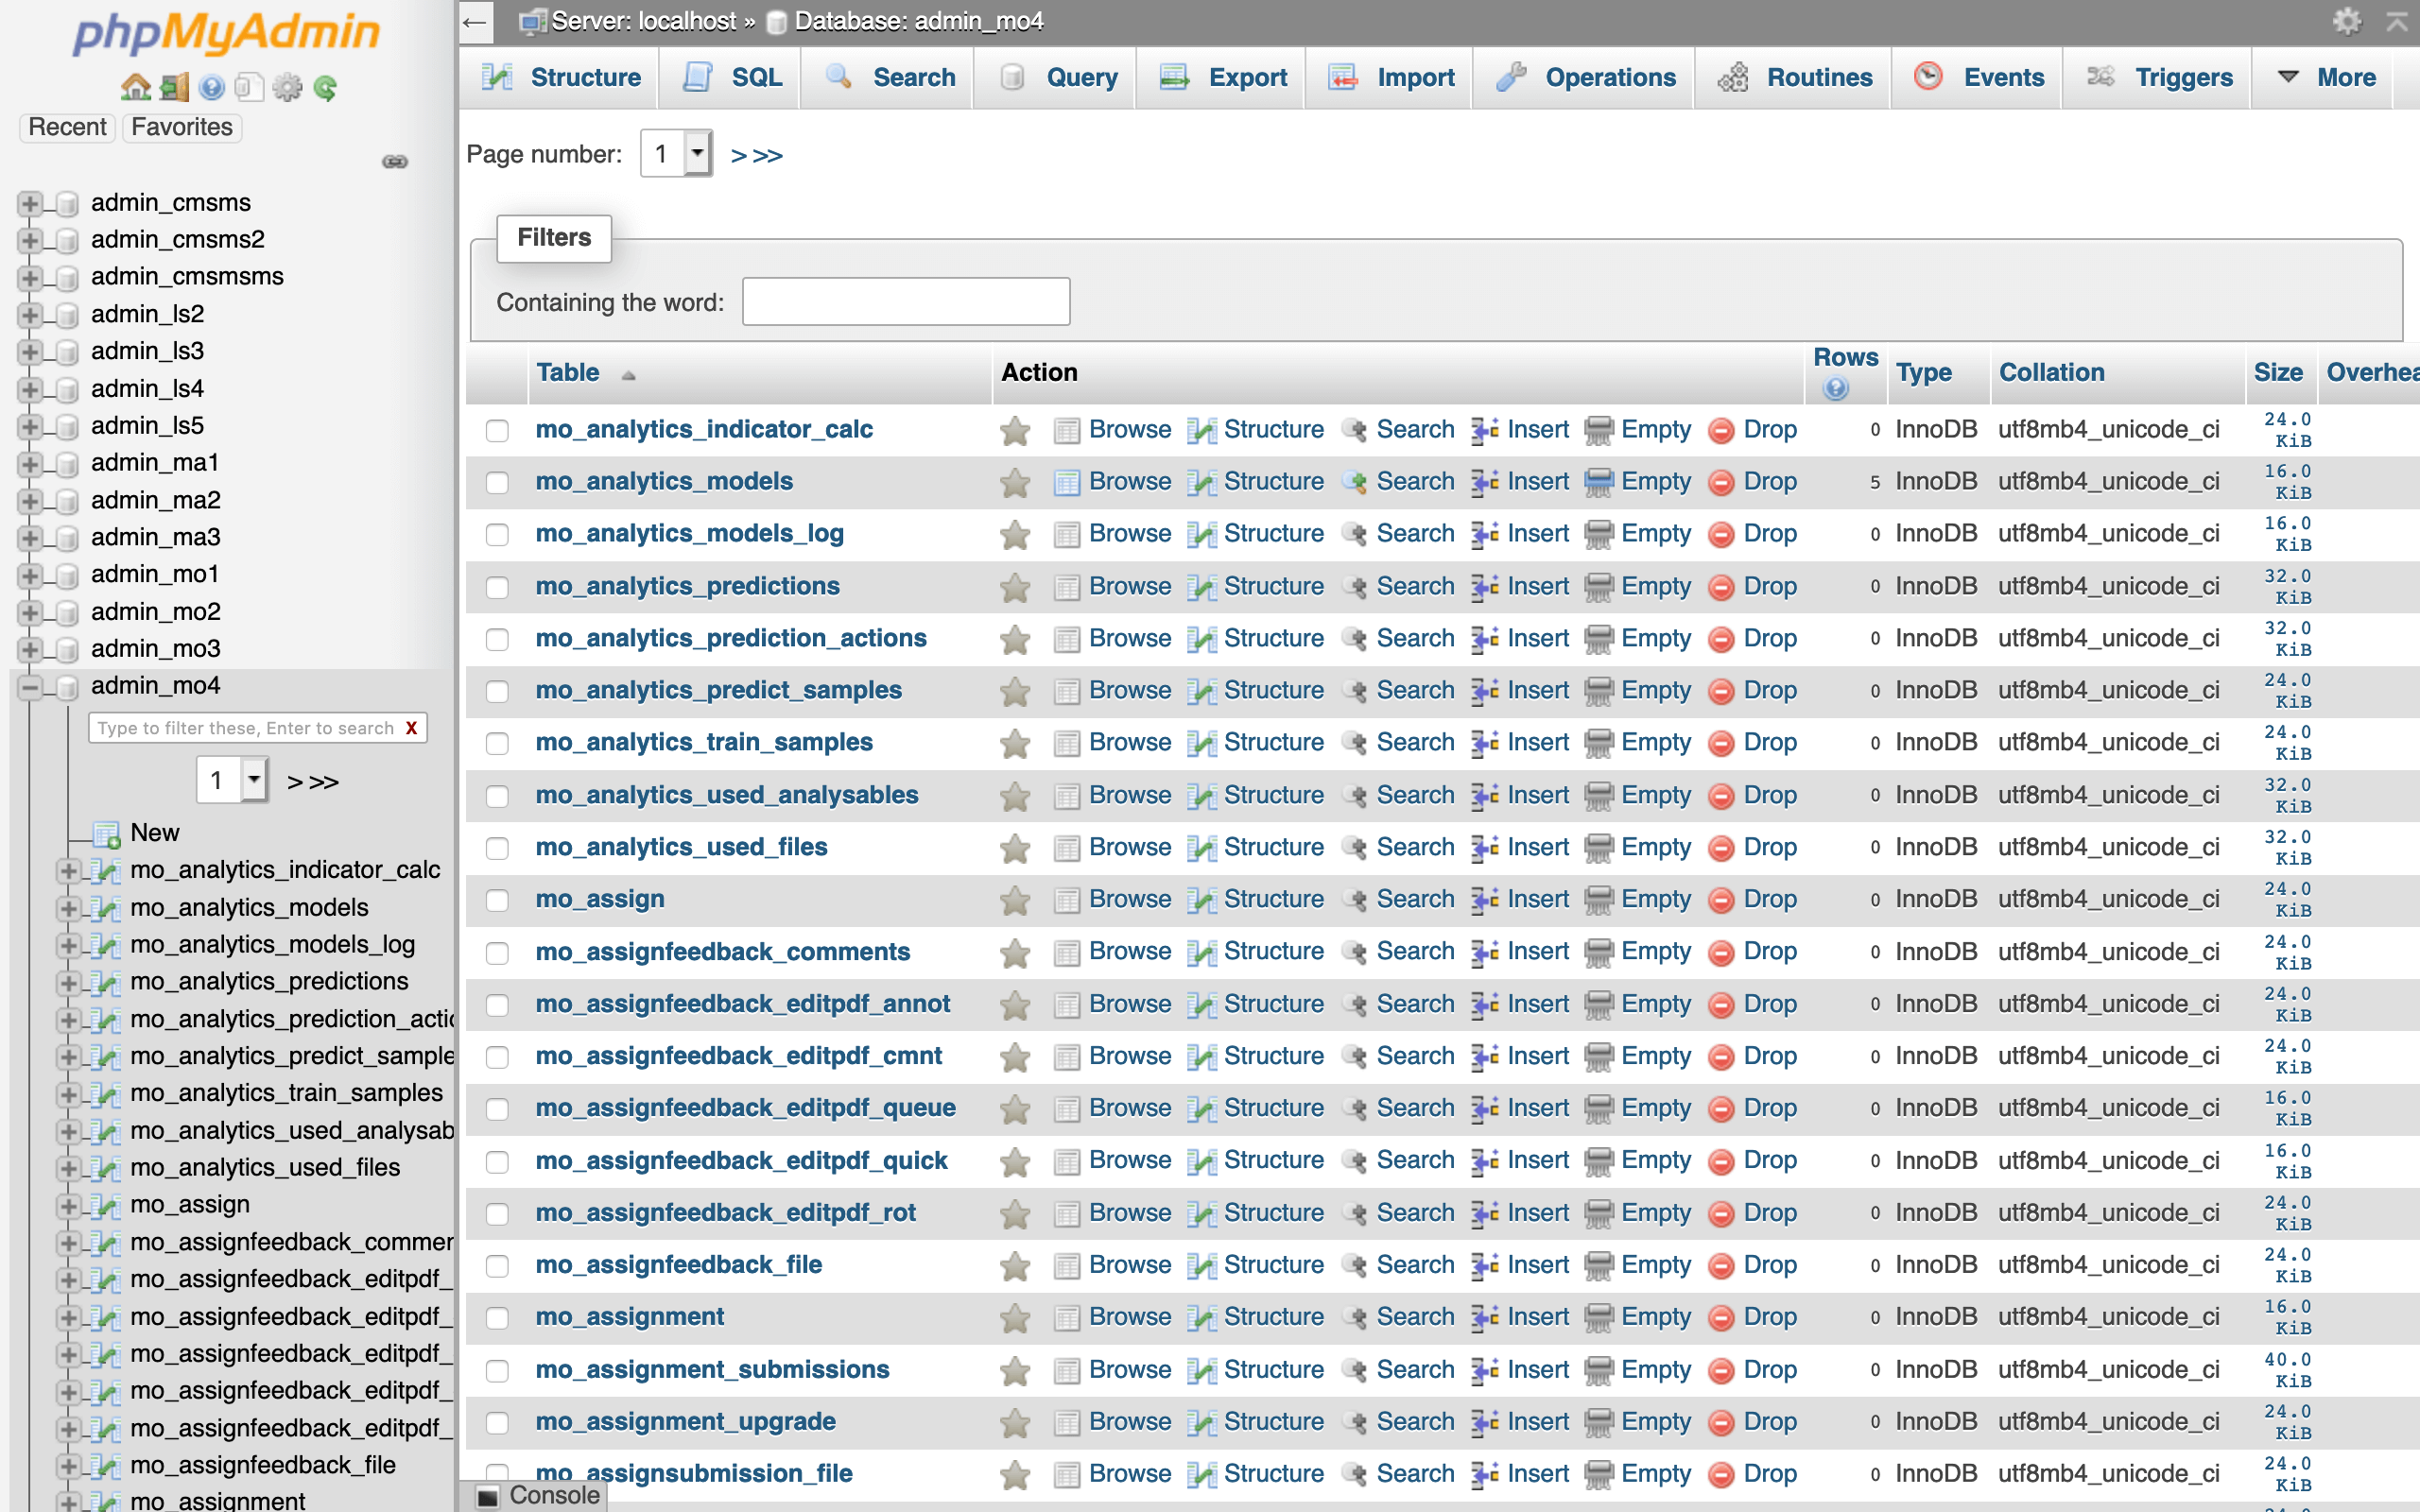 phpMyAdmin
Recent Favorites
admin_cmsms
admin_cmsms2
admin_cmsmsms
admin_ls2
admin_ls3
admin_ls4
admin_ls5
admin_ma1
admin_ma2
admin_ma3
admin_mo1
admin_mo2
admin_mo3
admin_mo4
Type to filter these, Enter to search X
1 > >>
New
mo_analytics_indicator_calc
mo_analytics_models
mo_analytics_models_log
mo_analytics_predictions
mo_analytics_prediction_actic
mo_analytics_predict_sample
mo_analytics_train_samples
mo_analytics_used_analysab
mo_analytics_used_files
mo_assign
mo_assignfeedback_commer
mo_assignfeedback_editpdf_
mo_assignfeedback_editpdf_
mo_assignfeedback_editpdf_
mo_assignfeedback_editpdf_
mo_assignfeedback_editpdf_
mo_assignfeedback_file
mo_assignment
← Server: localhost » Database: admin_mo4
Structure SQL Search Query Export Import Operations Routines Events Triggers More
Page number: 1 > >>
Filters
Containing the word:
Table Action Rows Type Collation Size Overhea
mo_analytics_indicator_calc Browse Structure Search Insert Empty Drop 0 InnoDB utf8mb4_unicode_ci 24.0 KiB
mo_analytics_models Browse Structure Search Insert Empty Drop 5 InnoDB utf8mb4_unicode_ci 16.0 KiB
mo_analytics_models_log Browse Structure Search Insert Empty Drop 0 InnoDB utf8mb4_unicode_ci 16.0 KiB
mo_analytics_predictions Browse Structure Search Insert Empty Drop 0 InnoDB utf8mb4_unicode_ci 32.0 KiB
mo_analytics_prediction_actions Browse Structure Search Insert Empty Drop 0 InnoDB utf8mb4_unicode_ci 32.0 KiB
mo_analytics_predict_samples Browse Structure Search Insert Empty Drop 0 InnoDB utf8mb4_unicode_ci 24.0 KiB
mo_analytics_train_samples Browse Structure Search Insert Empty Drop 0 InnoDB utf8mb4_unicode_ci 24.0 KiB
mo_analytics_used_analysables Browse Structure Search Insert Empty Drop 0 InnoDB utf8mb4_unicode_ci 32.0 KiB
mo_analytics_used_files Browse Structure Search Insert Empty Drop 0 InnoDB utf8mb4_unicode_ci 32.0 KiB
mo_assign Browse Structure Search Insert Empty Drop 0 InnoDB utf8mb4_unicode_ci 24.0 KiB
mo_assignfeedback_comments Browse Structure Search Insert Empty Drop 0 InnoDB utf8mb4_unicode_ci 24.0 KiB
mo_assignfeedback_editpdf_annot Browse Structure Search Insert Empty Drop 0 InnoDB utf8mb4_unicode_ci 24.0 KiB
mo_assignfeedback_editpdf_cmnt Browse Structure Search Insert Empty Drop 0 InnoDB utf8mb4_unicode_ci 24.0 KiB
mo_assignfeedback_editpdf_queue Browse Structure Search Insert Empty Drop 0 InnoDB utf8mb4_unicode_ci 16.0 KiB
mo_assignfeedback_editpdf_quick Browse Structure Search Insert Empty Drop 0 InnoDB utf8mb4_unicode_ci 16.0 KiB
mo_assignfeedback_editpdf_rot Browse Structure Search Insert Empty Drop 0 InnoDB utf8mb4_unicode_ci 24.0 KiB
mo_assignfeedback_file Browse Structure Search Insert Empty Drop 0 InnoDB utf8mb4_unicode_ci 24.0 KiB
mo_assignment Browse Structure Search Insert Empty Drop 0 InnoDB utf8mb4_unicode_ci 16.0 KiB
mo_assignment_submissions Browse Structure Search Insert Empty Drop 0 InnoDB utf8mb4_unicode_ci 40.0 KiB
mo_assignment_upgrade Browse Structure Search Insert Empty Drop 0 InnoDB utf8mb4_unicode_ci 24.0 KiB
mo_assignsubmission_file Browse Structure Search Insert Empty Drop 0 InnoDB utf8mb4_unicode_ci 24.0 KiB
Console